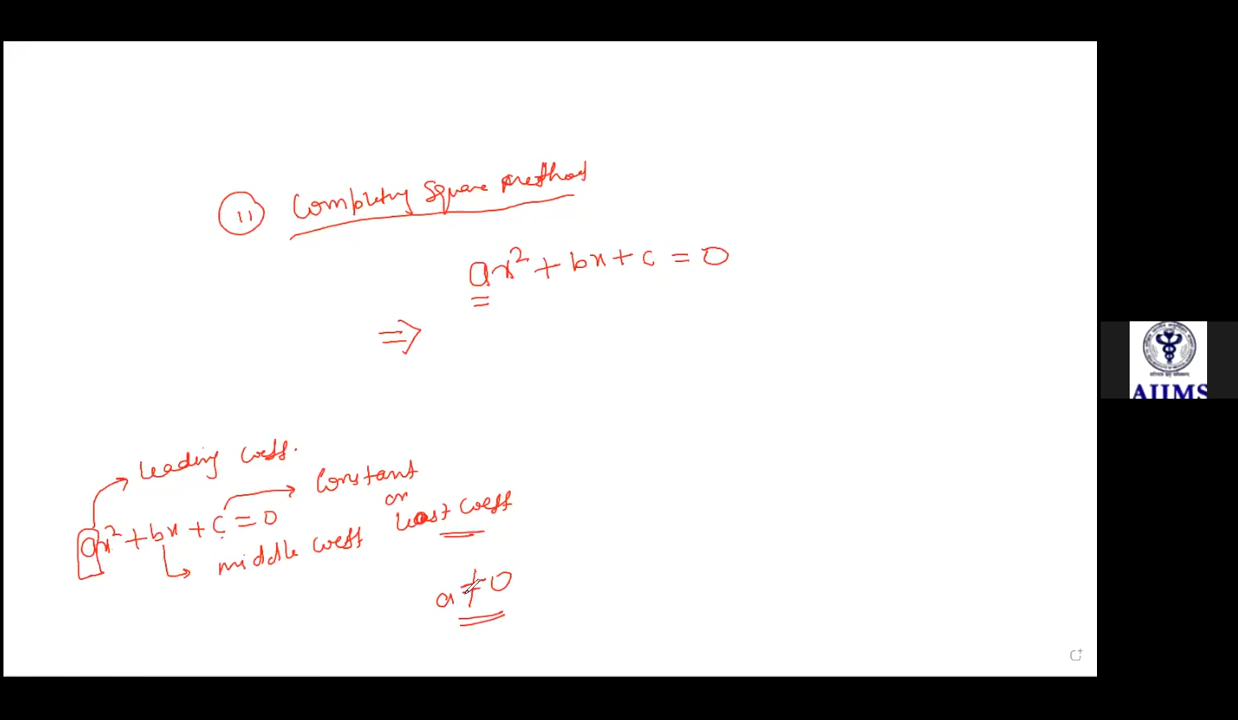 (11) Completing Square method
ax² + bx + c = 0
⇒
leading coeff.
constant
or
Last coeff
ax² + bx + c = 0
middle coeff
a ≠ 0
AIIMS